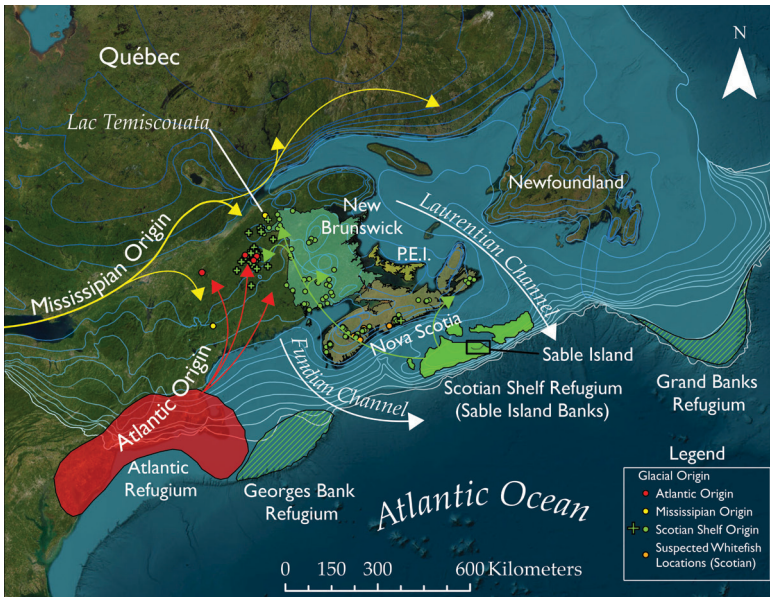 Québec
N
Lac Temiscouata
New
Brunswick
Newfoundland
Laurentian Channel
P.E.I.
Mississipian Origin
Nova Scotia
Sable Island
Atlantic Origin
Fundian Channel
Scotian Shelf Refugium
(Sable Island Banks)
Grand Banks
Refugium
Atlantic
Refugium
Georges Bank
Refugium
Atlantic Ocean
Legend
Glacial Origin
Atlantic Origin
Mississipian Origin
Scotian Shelf Origin
Suspected Whitefish
Locations (Scotian)
0 150 300 600 Kilometers